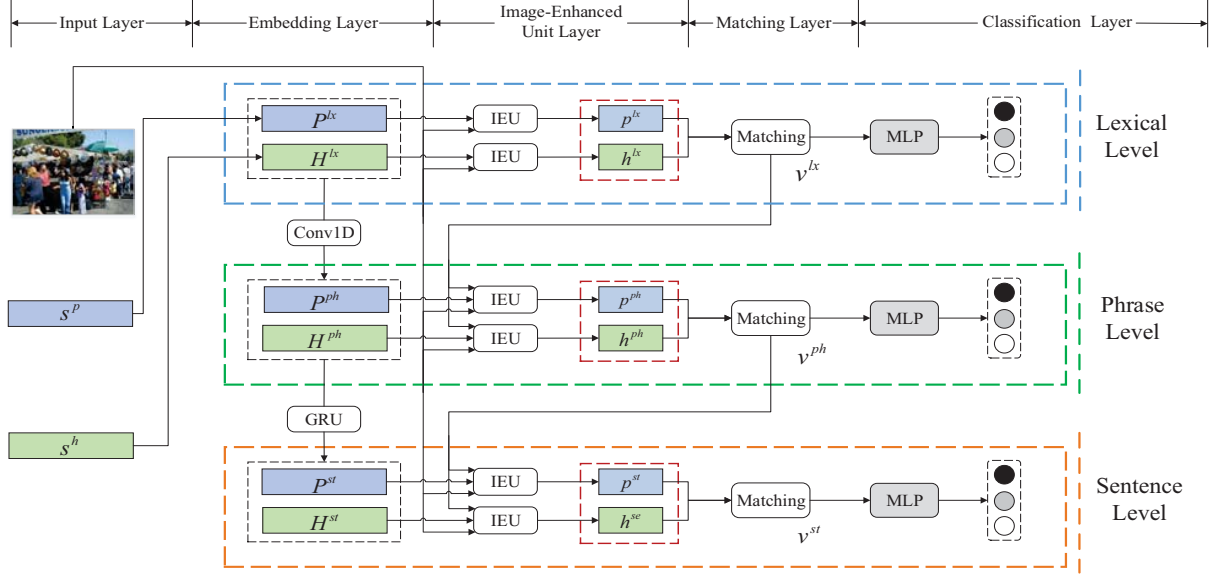 Input Layer
Embedding Layer
Image-Enhanced
Unit Layer
Matching Layer
Classification Layer
P^{lx}
H^{lx}
IEU
IEU
p^{lx}
h^{lx}
Matching
v^{lx}
MLP
Lexical
Level
Conv1D
s^p
P^{ph}
H^{ph}
IEU
IEU
p^{ph}
h^{ph}
Matching
v^{ph}
MLP
Phrase
Level
GRU
s^h
P^{st}
H^{st}
IEU
IEU
p^{st}
h^{se}
Matching
v^{st}
MLP
Sentence
Level